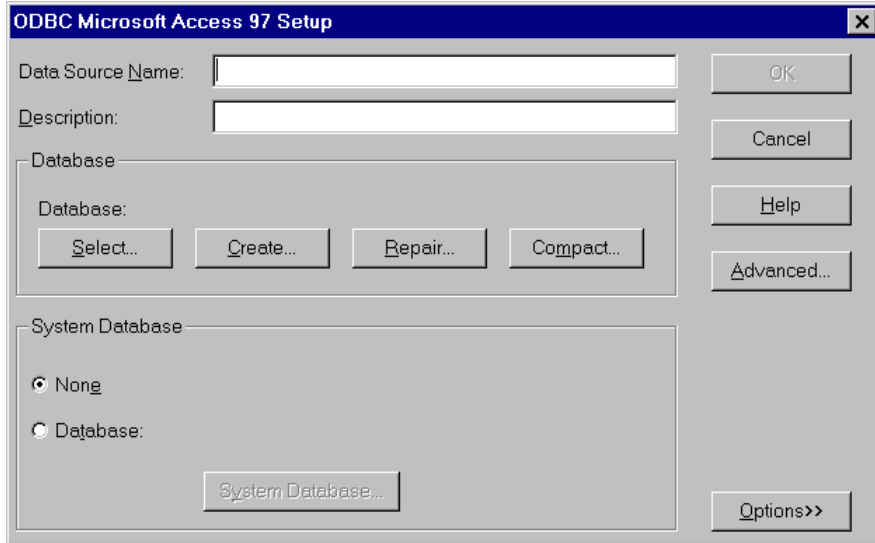 ODBC Microsoft Access 97 Setup
Data Source Name:
OK
Description:
Cancel
Database
Database:
Help
Select...
Create...
Repair...
Compact...
Advanced...
System Database
None
Database:
System Database...
Options>>